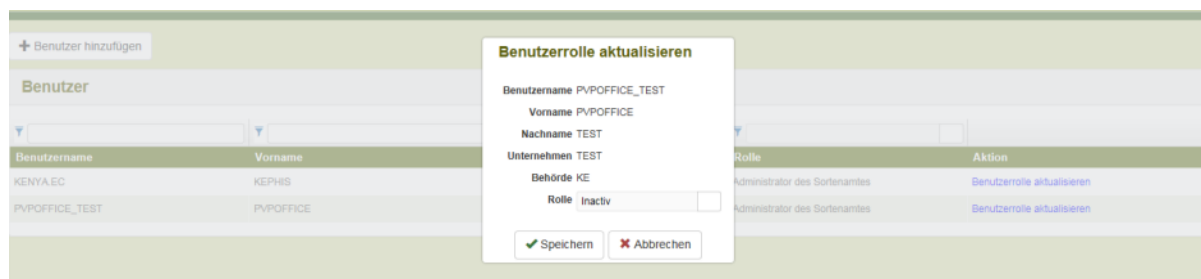 Benutzer hinzufügen
Benutzer
Benutzername Vorname Rolle Aktion
KENYA.EC KEPHIS Administrator des Sortenamtes Benutzerrolle aktualisieren
PVPOFFICE_TEST PVPOFFICE Administrator des Sortenamtes Benutzerrolle aktualisieren
Benutzerrolle aktualisieren
Benutzername PVPOFFICE_TEST
Vorname PVPOFFICE
Nachname TEST
Unternehmen TEST
Behörde KE
Rolle Inactiv
Speichern Abbrechen